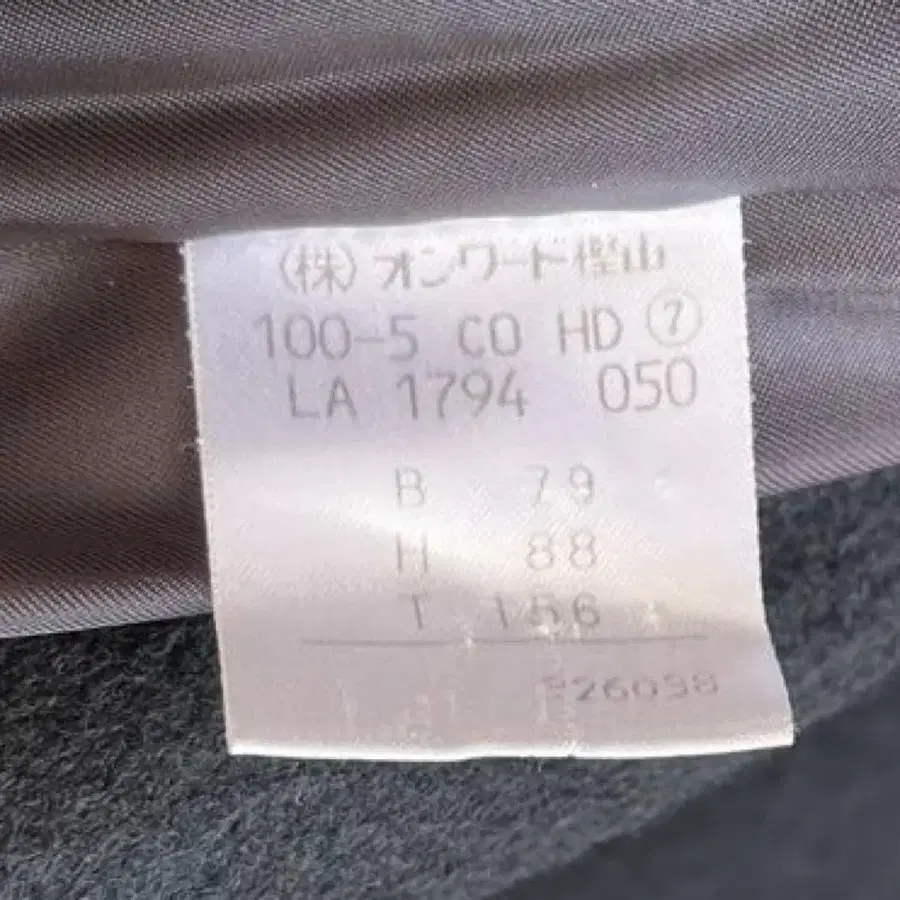 (株) オンワード樫山
100-5 CO HD ⑦
LA 1794 050
B 79
H 88
T 156